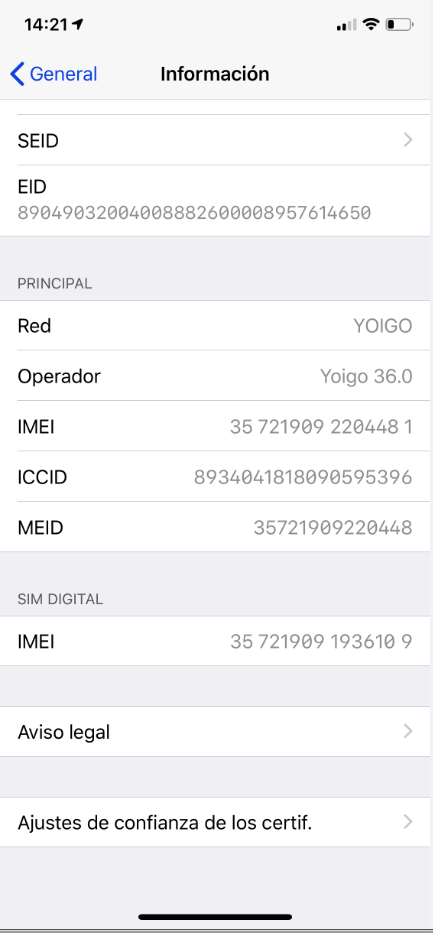 14:21
General
Información
SEID
EID
89049032004008882600008957614650
PRINCIPAL
Red YOIGO
Operador Yoigo 36.0
IMEI 35 721909 220448 1
ICCID 8934041818090595396
MEID 35721909220448
SIM DIGITAL
IMEI 35 721909 193610 9
Aviso legal
Ajustes de confianza de los certif.